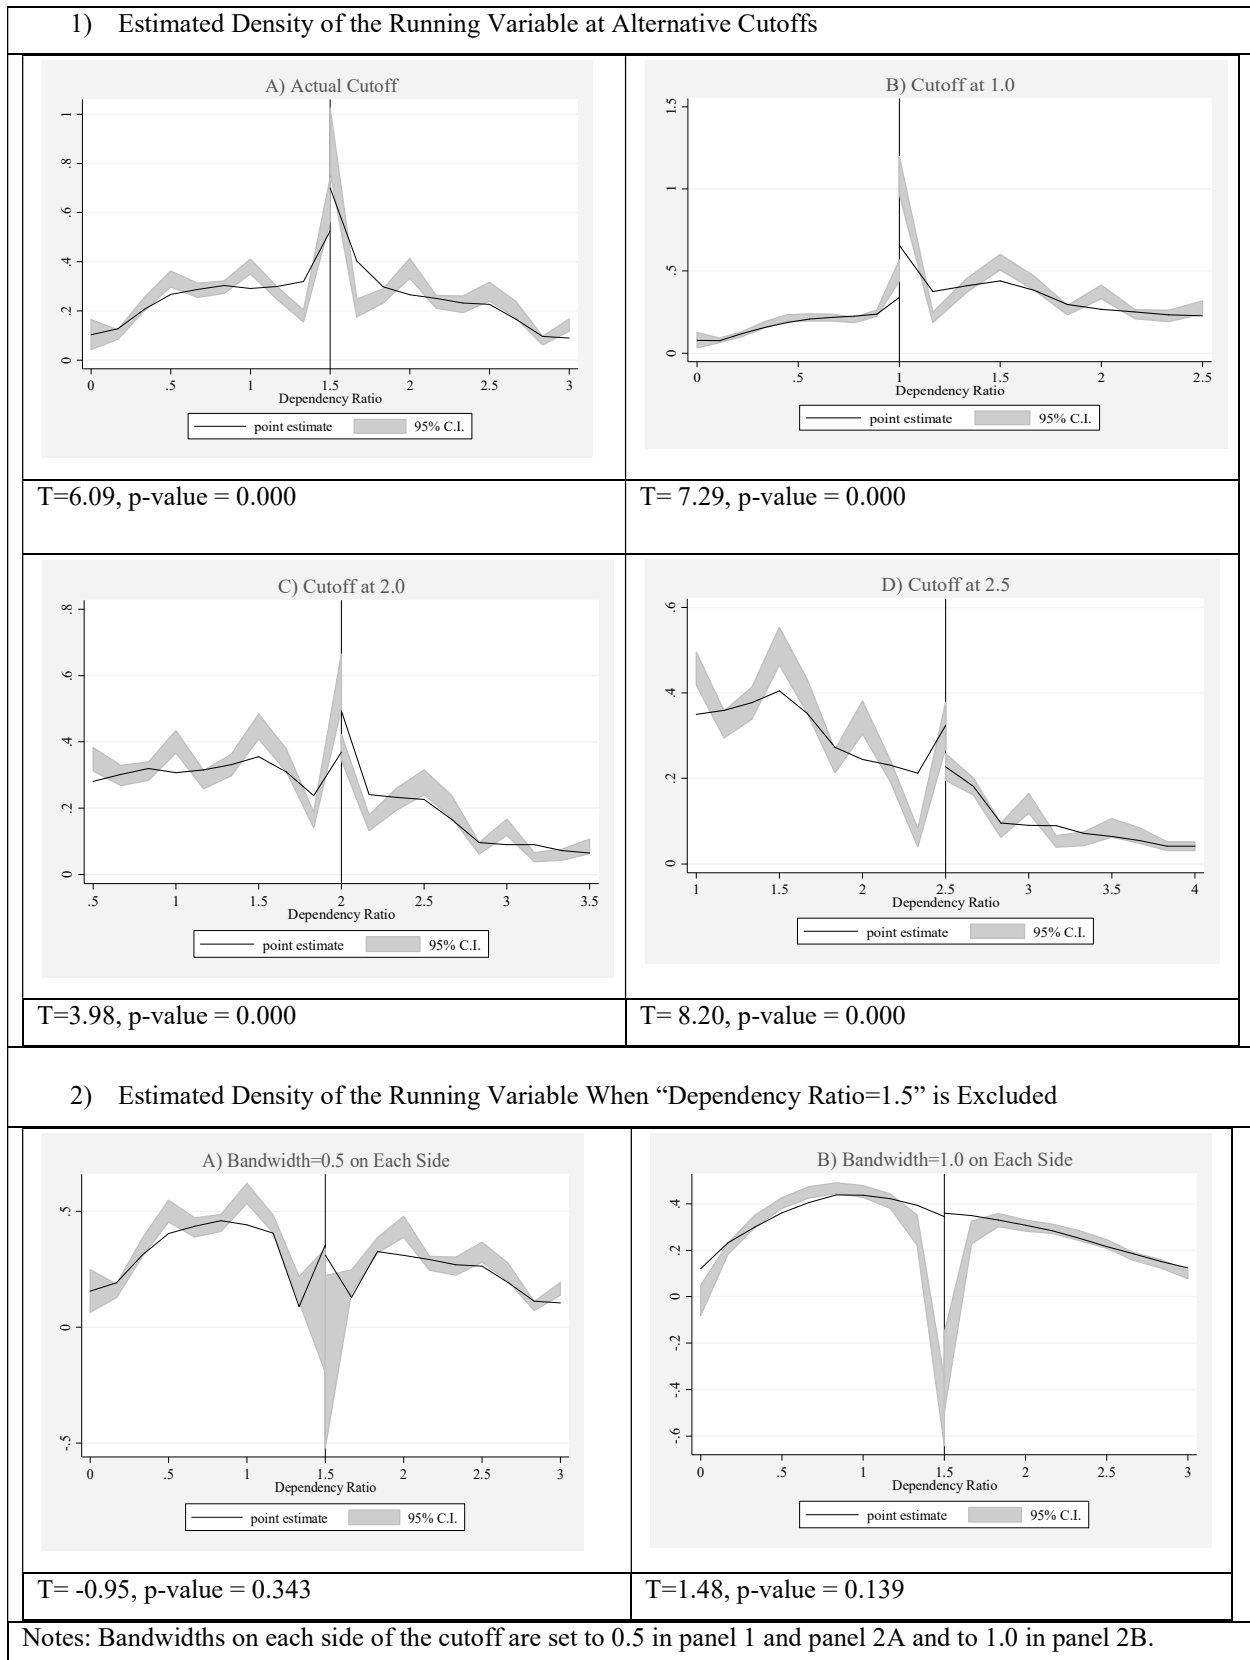 1) Estimated Density of the Running Variable at Alternative Cutoffs
A) Actual Cutoff
1
.8
.6
.4
.2
0
0 .5 1 1.5 2 2.5 3
Dependency Ratio
point estimate 95% C.I.
B) Cutoff at 1.0
1.5
1
.5
0
0 .5 1 1.5 2 2.5
Dependency Ratio
point estimate 95% C.I.
T=6.09, p-value = 0.000
T= 7.29, p-value = 0.000
C) Cutoff at 2.0
.8
.6
.4
.2
0
.5 1 1.5 2 2.5 3 3.5
Dependency Ratio
point estimate 95% C.I.
D) Cutoff at 2.5
.6
.4
.2
0
1 1.5 2 2.5 3 3.5 4
Dependency Ratio
point estimate 95% C.I.
T=3.98, p-value = 0.000
T= 8.20, p-value = 0.000
2) Estimated Density of the Running Variable When “Dependency Ratio=1.5” is Excluded
A) Bandwidth=0.5 on Each Side
.5
0
-.5
0 .5 1 1.5 2 2.5 3
Dependency Ratio
point estimate 95% C.I.
B) Bandwidth=1.0 on Each Side
.4
.2
0
-.2
-.4
-.6
0 .5 1 1.5 2 2.5 3
Dependency Ratio
point estimate 95% C.I.
T= -0.95, p-value = 0.343
T=1.48, p-value = 0.139
Notes: Bandwidths on each side of the cutoff are set to 0.5 in panel 1 and panel 2A and to 1.0 in panel 2B.